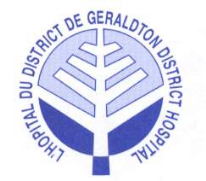 L'HOPITAL DU DISTRICT DE GERALDTON DISTRICT HOSPITAL